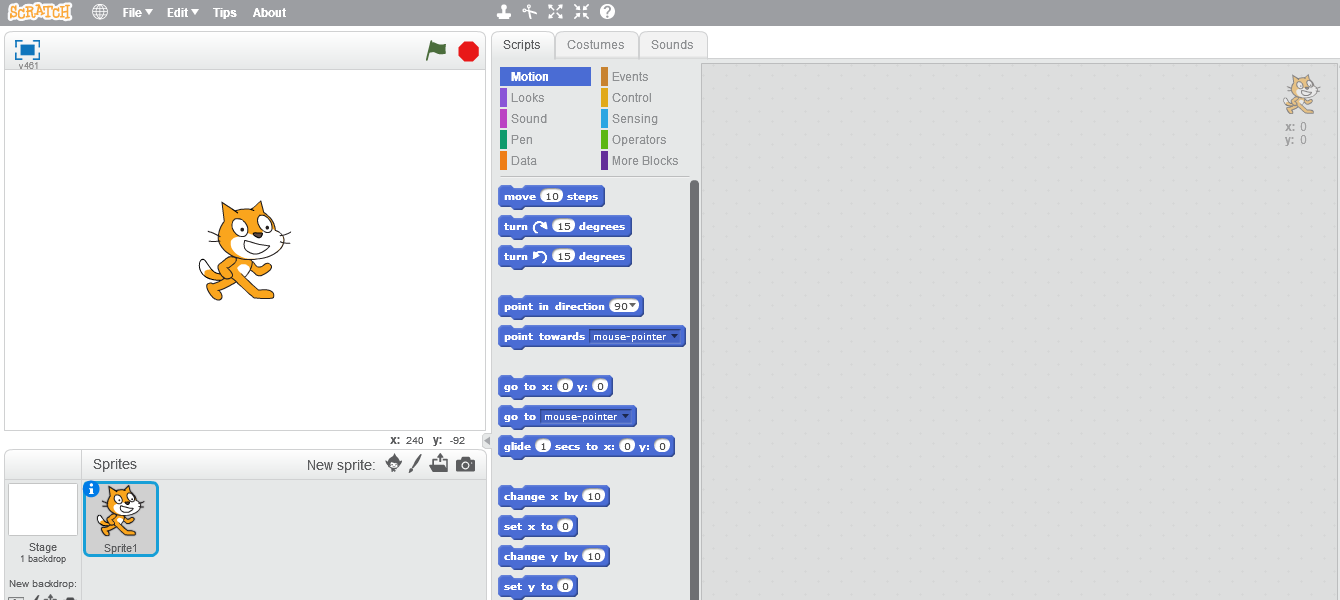 SCRATCH File Edit Tips About
v461
Scripts Costumes Sounds
Motion Events
Looks Control
Sound Sensing
Pen Operators
Data More Blocks
x: 0
y: 0
move 10 steps
turn 15 degrees
turn 15 degrees
point in direction 90
point towards mouse-pointer
go to x: 0 y: 0
go to mouse-pointer
glide 1 secs to x: 0 y: 0
change x by 10
set x to 0
change y by 10
set y to 0
x: 240 y: -92
Sprites New sprite:
Stage
1 backdrop
New backdrop:
Sprite1